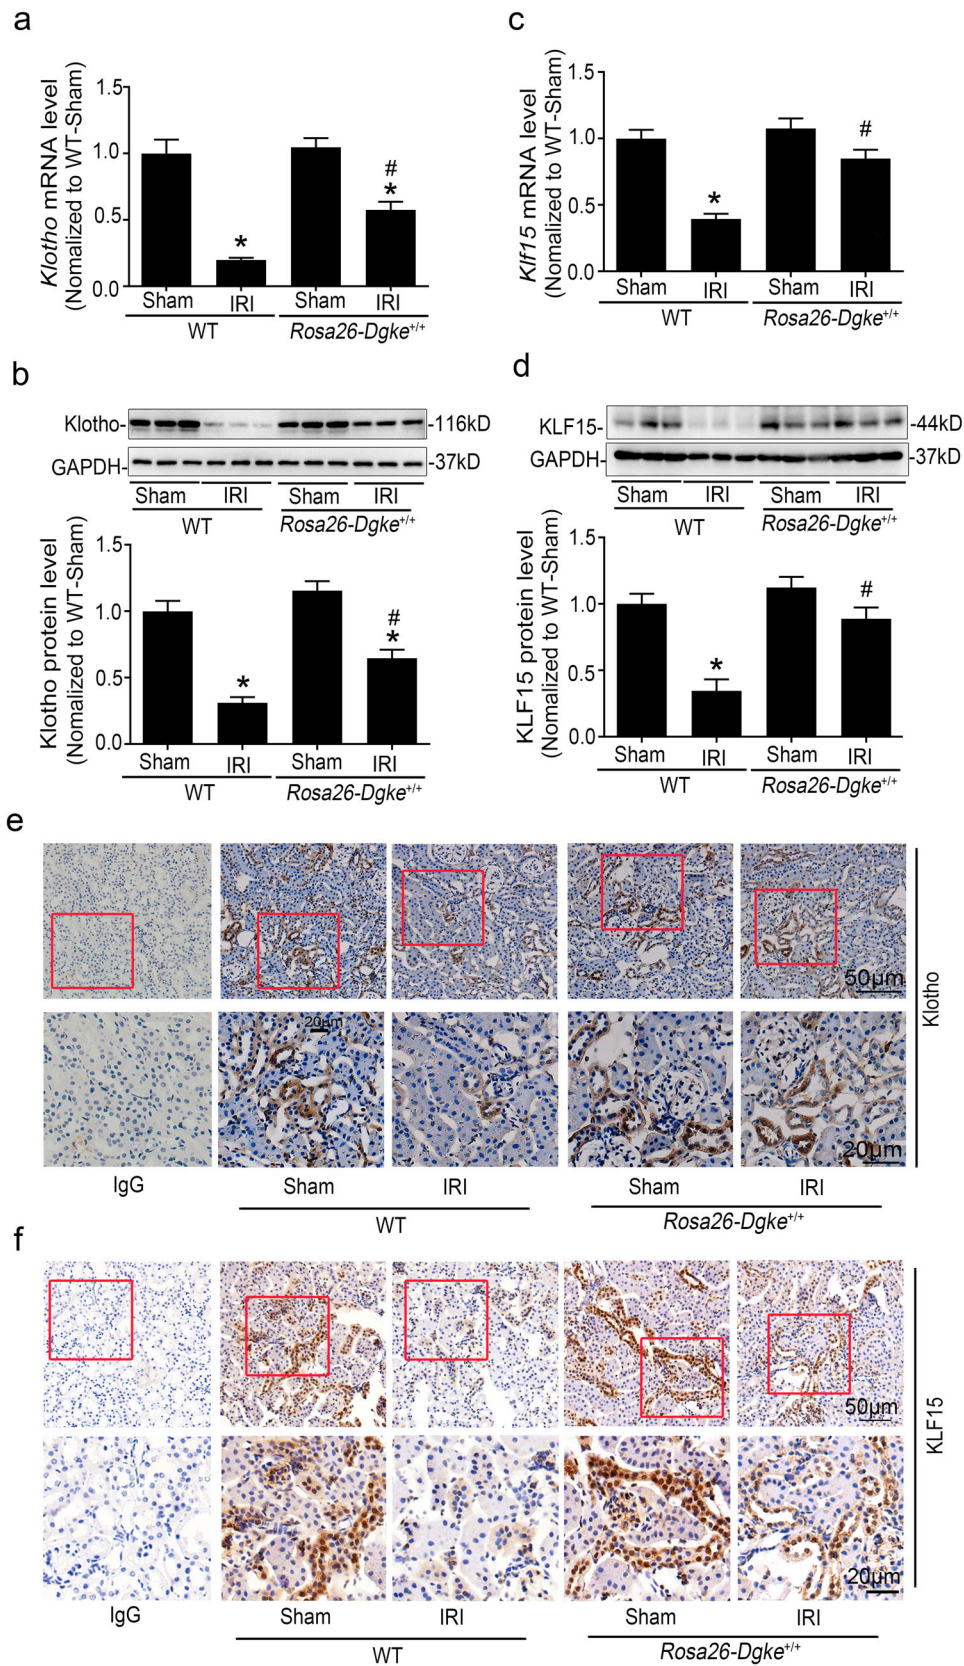 a
Klotho mRNA level
(Nomalized to WT-Sham)
1.5
1.0
0.5
0.0
*
#
*
Sham IRI Sham IRI
WT Rosa26-Dgke+/+
c
Klf15 mRNA level
(Nomalized to WT-Sham)
1.5
1.0
0.5
0.0
*
#
Sham IRI Sham IRI
WT Rosa26-Dgke+/+
b
Klotho- -116kD
GAPDH- -37kD
Sham IRI Sham IRI
WT Rosa26-Dgke+/+
Klotho protein level
(Nomalized to WT-Sham)
1.5
1.0
0.5
0.0
*
#
*
Sham IRI Sham IRI
WT Rosa26-Dgke+/+
d
KLF15- -44kD
GAPDH- -37kD
Sham IRI Sham IRI
WT Rosa26-Dgke+/+
KLF15 protein level
(Nomalized to WT-Sham)
1.5
1.0
0.5
0.0
*
#
Sham IRI Sham IRI
WT Rosa26-Dgke+/+
e
50μm
20μm
20μm
Klotho
IgG Sham IRI Sham IRI
WT Rosa26-Dgke+/+
f
50μm
20μm
KLF15
IgG Sham IRI Sham IRI
WT Rosa26-Dgke+/+